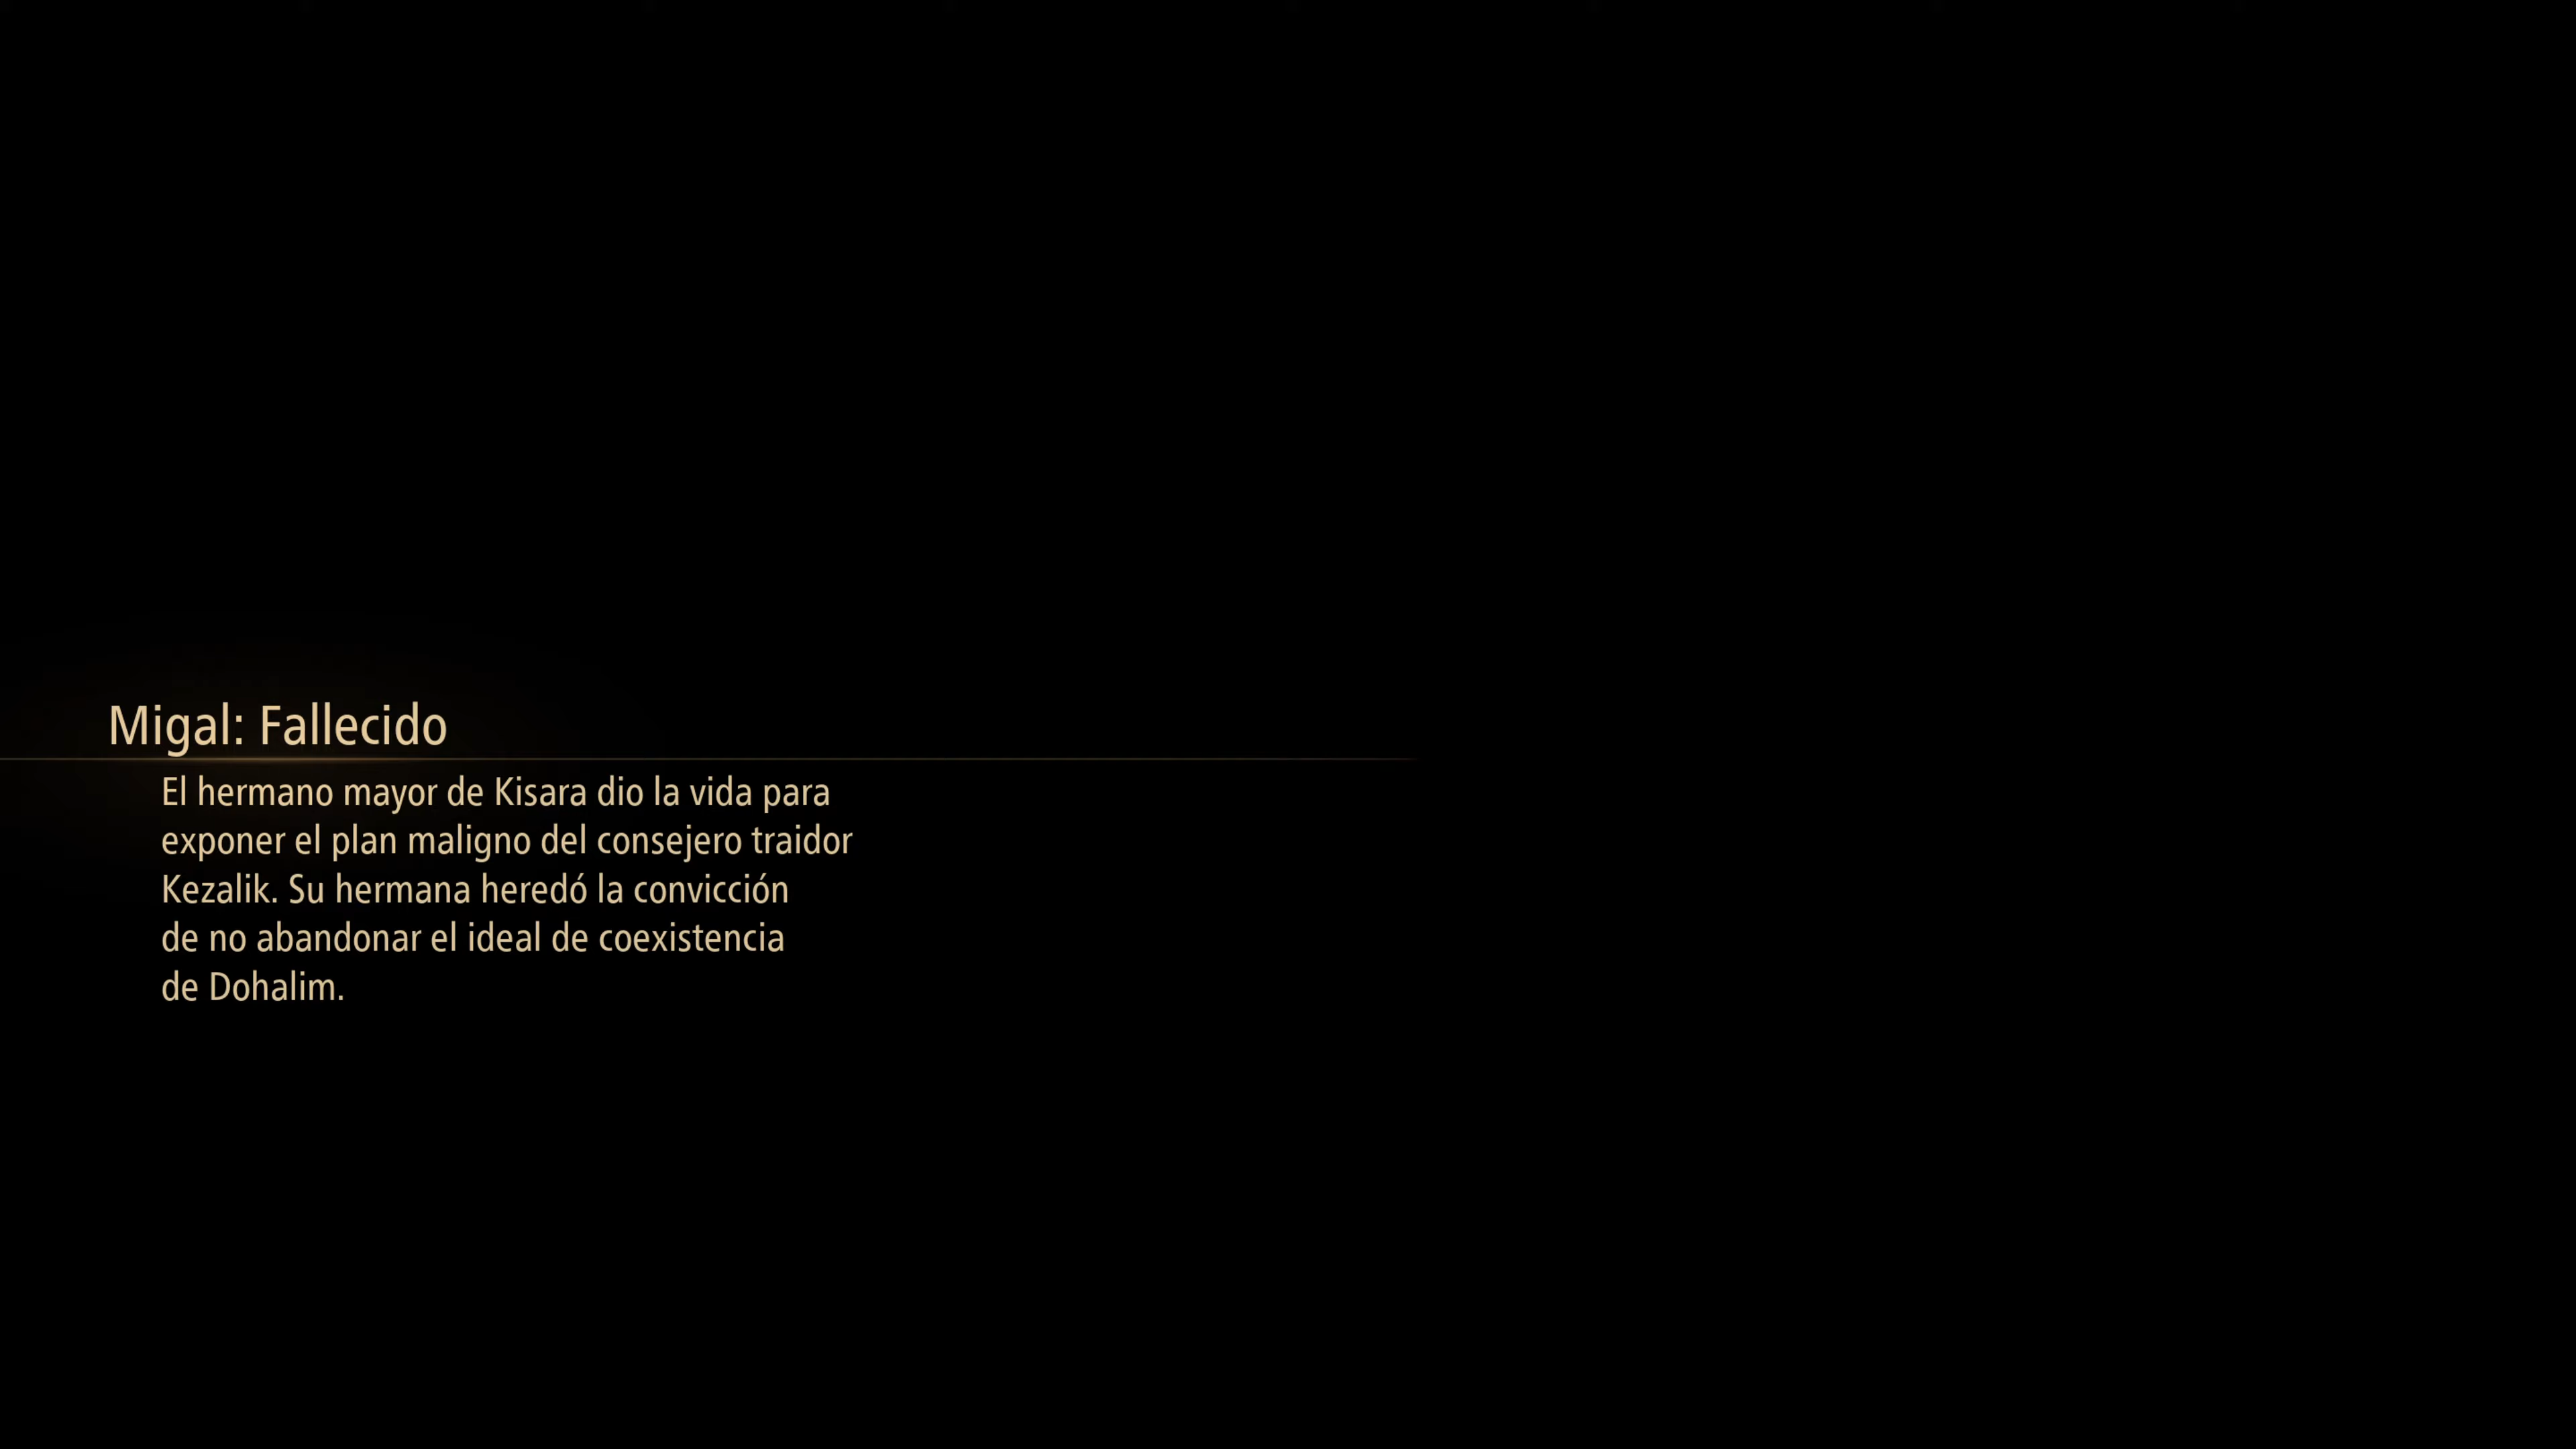 Migal: Fallecido
El hermano mayor de Kisara dio la vida para
exponer el plan maligno del consejero traidor
Kezalik. Su hermana heredó la convicción
de no abandonar el ideal de coexistencia
de Dohalim.